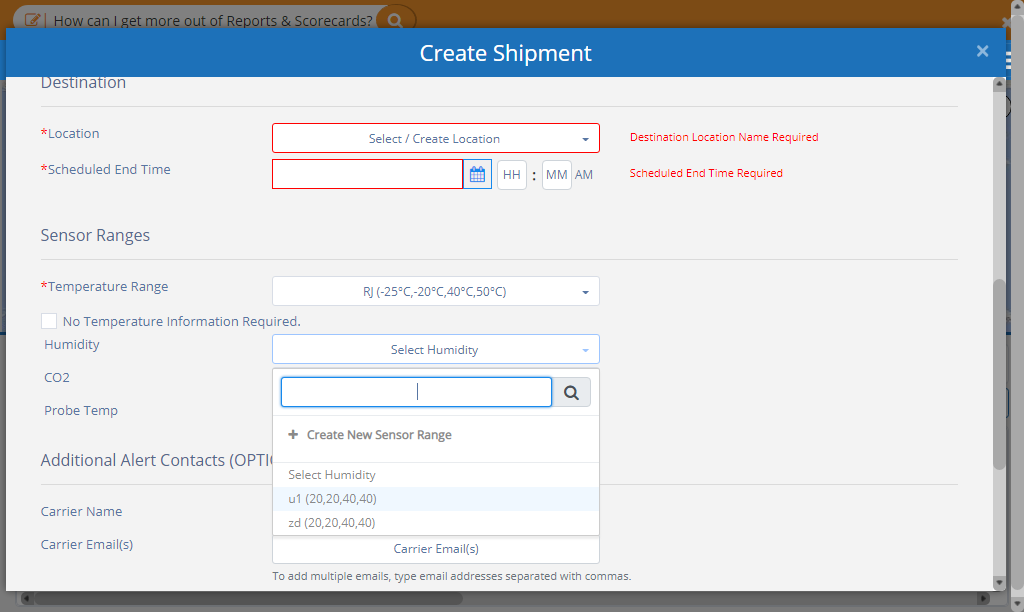 How can I get more out of Reports & Scorecards?
Create Shipment
Destination
*Location
Select / Create Location
Destination Location Name Required
*Scheduled End Time
HH : MM AM
Scheduled End Time Required
Sensor Ranges
*Temperature Range
RJ (-25°C,-20°C,40°C,50°C)
No Temperature Information Required.
Humidity
Select Humidity
CO2
Probe Temp
+ Create New Sensor Range
Select Humidity
u1 (20,20,40,40)
zd (20,20,40,40)
Additional Alert Contacts (OPTI
Carrier Name
Carrier Email(s)
Carrier Email(s)
To add multiple emails, type email addresses separated with commas.